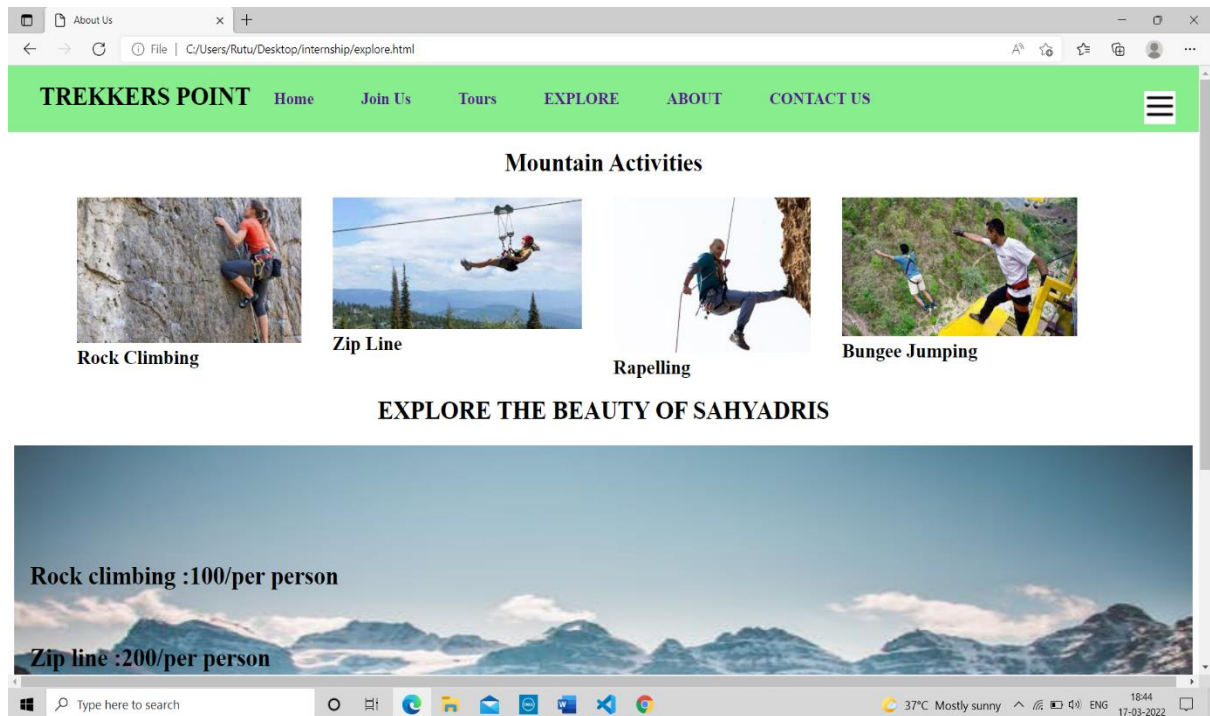 About Us
File | C:/Users/Rutu/Desktop/internship/explore.html
TREKKERS POINT Home Join Us Tours EXPLORE ABOUT CONTACT US
Mountain Activities
Rock Climbing
Zip Line
Rapelling
Bungee Jumping
EXPLORE THE BEAUTY OF SAHYADRIS
Rock climbing :100/per person
Zip line :200/per person
Type here to search
37°C Mostly sunny
ENG
18:44
17-03-2022